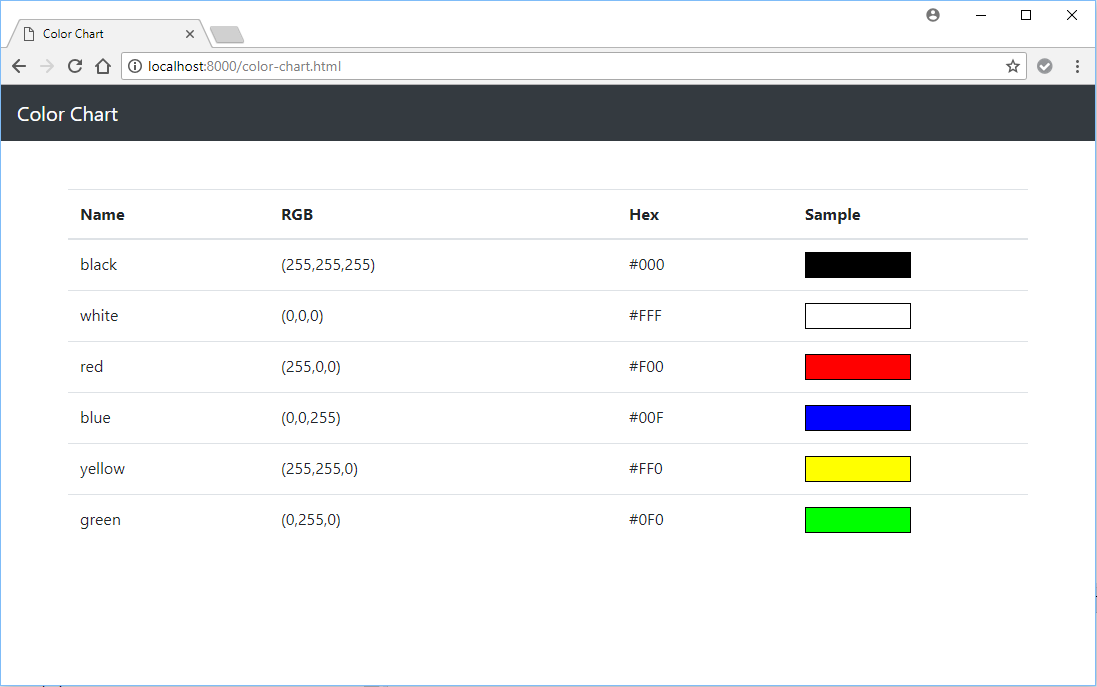 Color Chart
localhost:8000/color-chart.html
Color Chart
Name RGB Hex Sample
black (255,255,255) #000
white (0,0,0) #FFF
red (255,0,0) #F00
blue (0,0,255) #00F
yellow (255,255,0) #FF0
green (0,255,0) #0F0